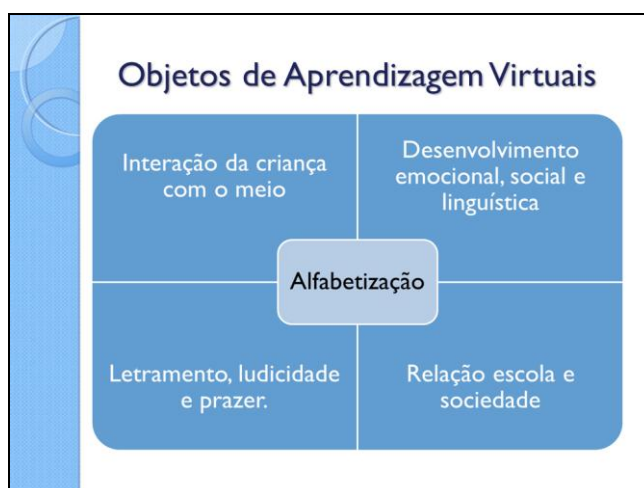 Objetos de Aprendizagem Virtuais
Interação da criança
com o meio
Desenvolvimento
emocional, social e
linguística
Alfabetização
Letramento, ludicidade
e prazer.
Relação escola e
sociedade